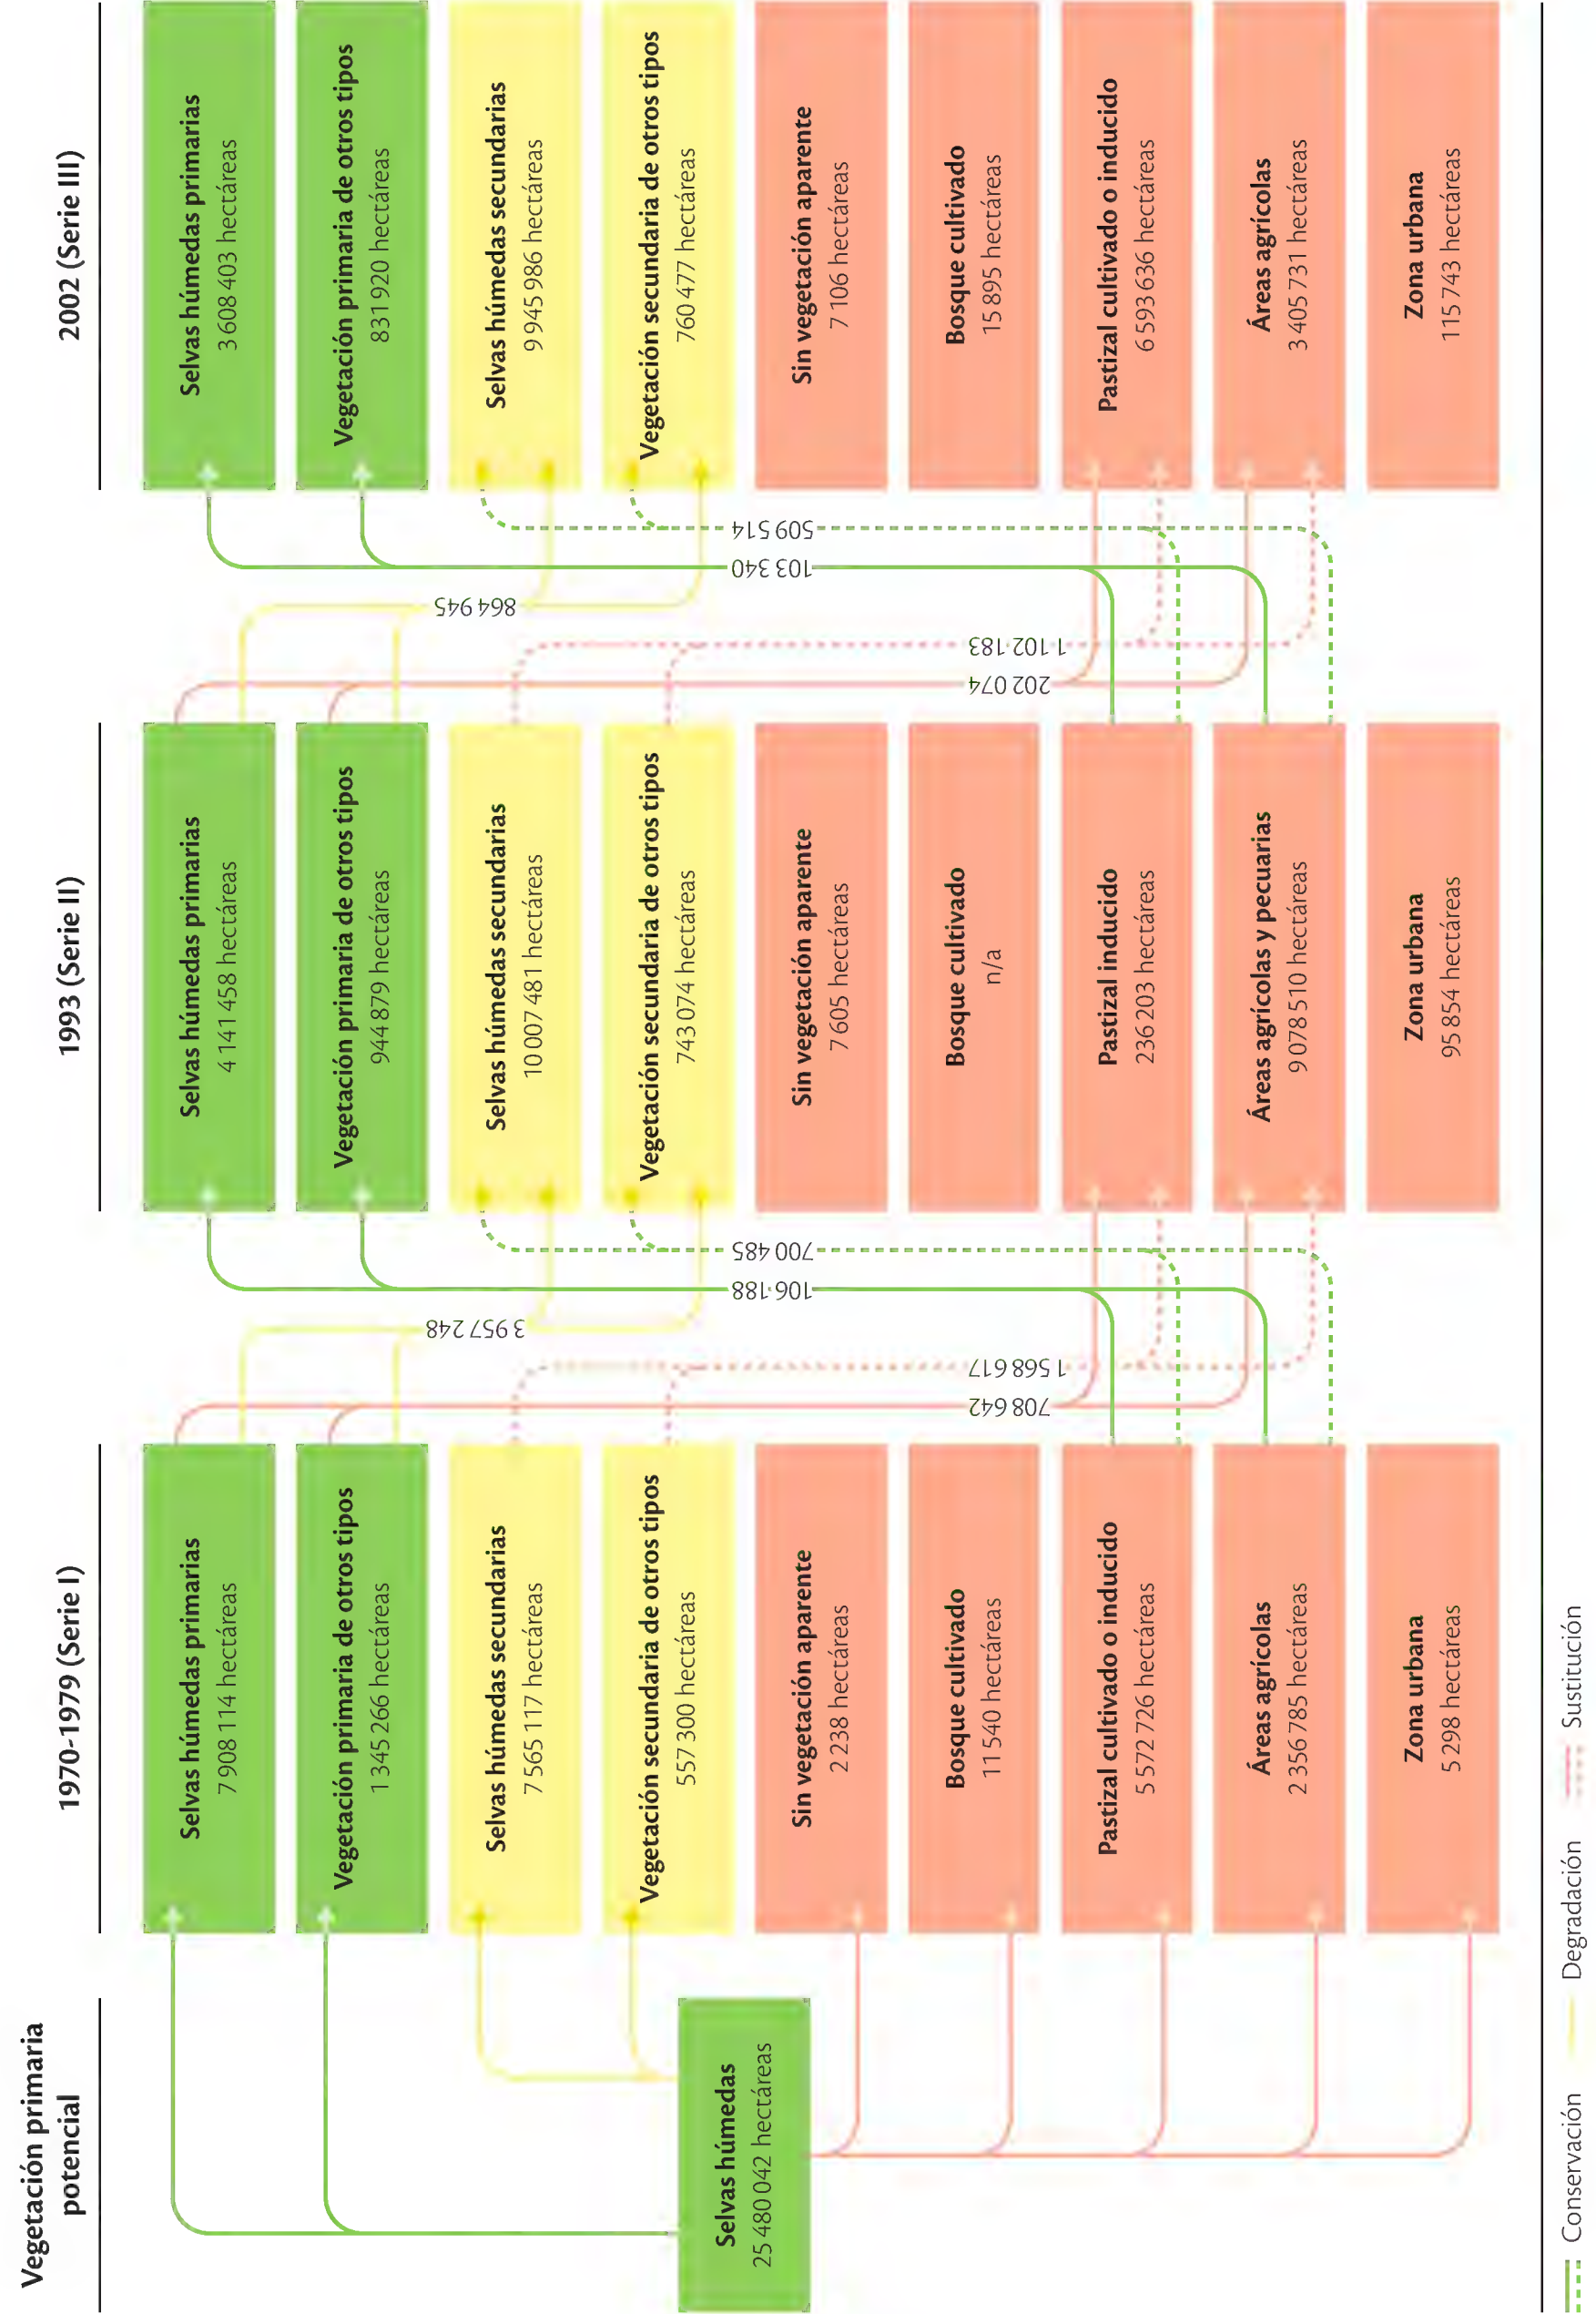 Vegetación primaria
potencial
Selvas húmedas
25 480 042 hectáreas
1970-1979 (Serie I)
Selvas húmedas primarias
7 908 114 hectáreas
Vegetación primaria de otros tipos
1 345 266 hectáreas
Selvas húmedas secundarias
7 565 117 hectáreas
Vegetación secundaria de otros tipos
557 300 hectáreas
Sin vegetación aparente
2 238 hectáreas
Bosque cultivado
11 540 hectáreas
Pastizal cultivado o inducido
5 572 726 hectáreas
Áreas agrícolas
2 356 785 hectáreas
Zona urbana
5 298 hectáreas
708 642
1 568 617
3 957 248
106 188
700 485
1993 (Serie II)
Selvas húmedas primarias
4 141 458 hectáreas
Vegetación primaria de otros tipos
944 879 hectáreas
Selvas húmedas secundarias
10 007 481 hectáreas
Vegetación secundaria de otros tipos
743 074 hectáreas
Sin vegetación aparente
7 605 hectáreas
Bosque cultivado
n/a
Pastizal inducido
236 203 hectáreas
Áreas agrícolas y pecuarias
9 078 510 hectáreas
Zona urbana
95 854 hectáreas
202 074
1 102 183
864 945
103 340
509 514
2002 (Serie III)
Selvas húmedas primarias
3 608 403 hectáreas
Vegetación primaria de otros tipos
831 920 hectáreas
Selvas húmedas secundarias
9 945 986 hectáreas
Vegetación secundaria de otros tipos
760 477 hectáreas
Sin vegetación aparente
7 106 hectáreas
Bosque cultivado
15 895 hectáreas
Pastizal cultivado o inducido
6 593 636 hectáreas
Áreas agrícolas
3 405 731 hectáreas
Zona urbana
115 743 hectáreas
Conservación
Degradación
Sustitución